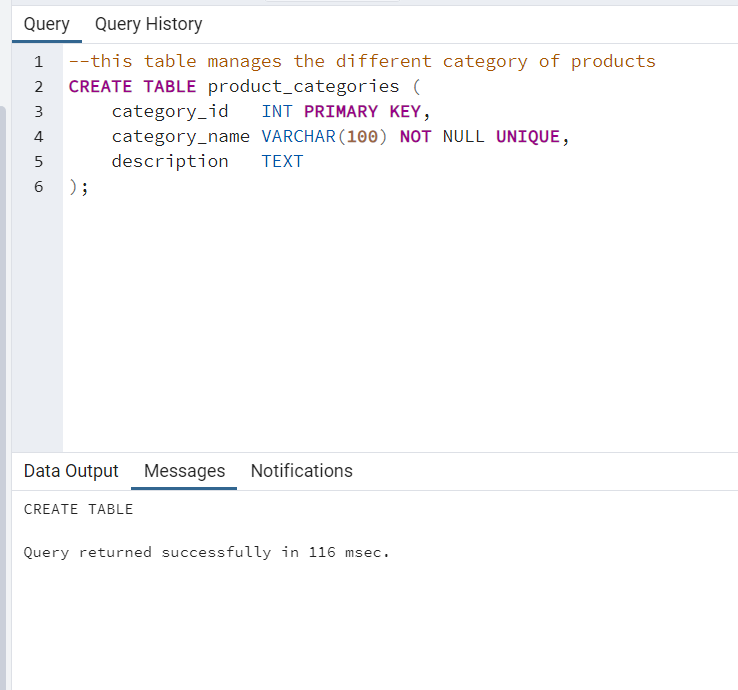 Query Query History
1 --this table manages the different category of products
2 CREATE TABLE product_categories (
3 category_id INT PRIMARY KEY,
4 category_name VARCHAR(100) NOT NULL UNIQUE,
5 description TEXT
6 );
Data Output Messages Notifications
CREATE TABLE
Query returned successfully in 116 msec.